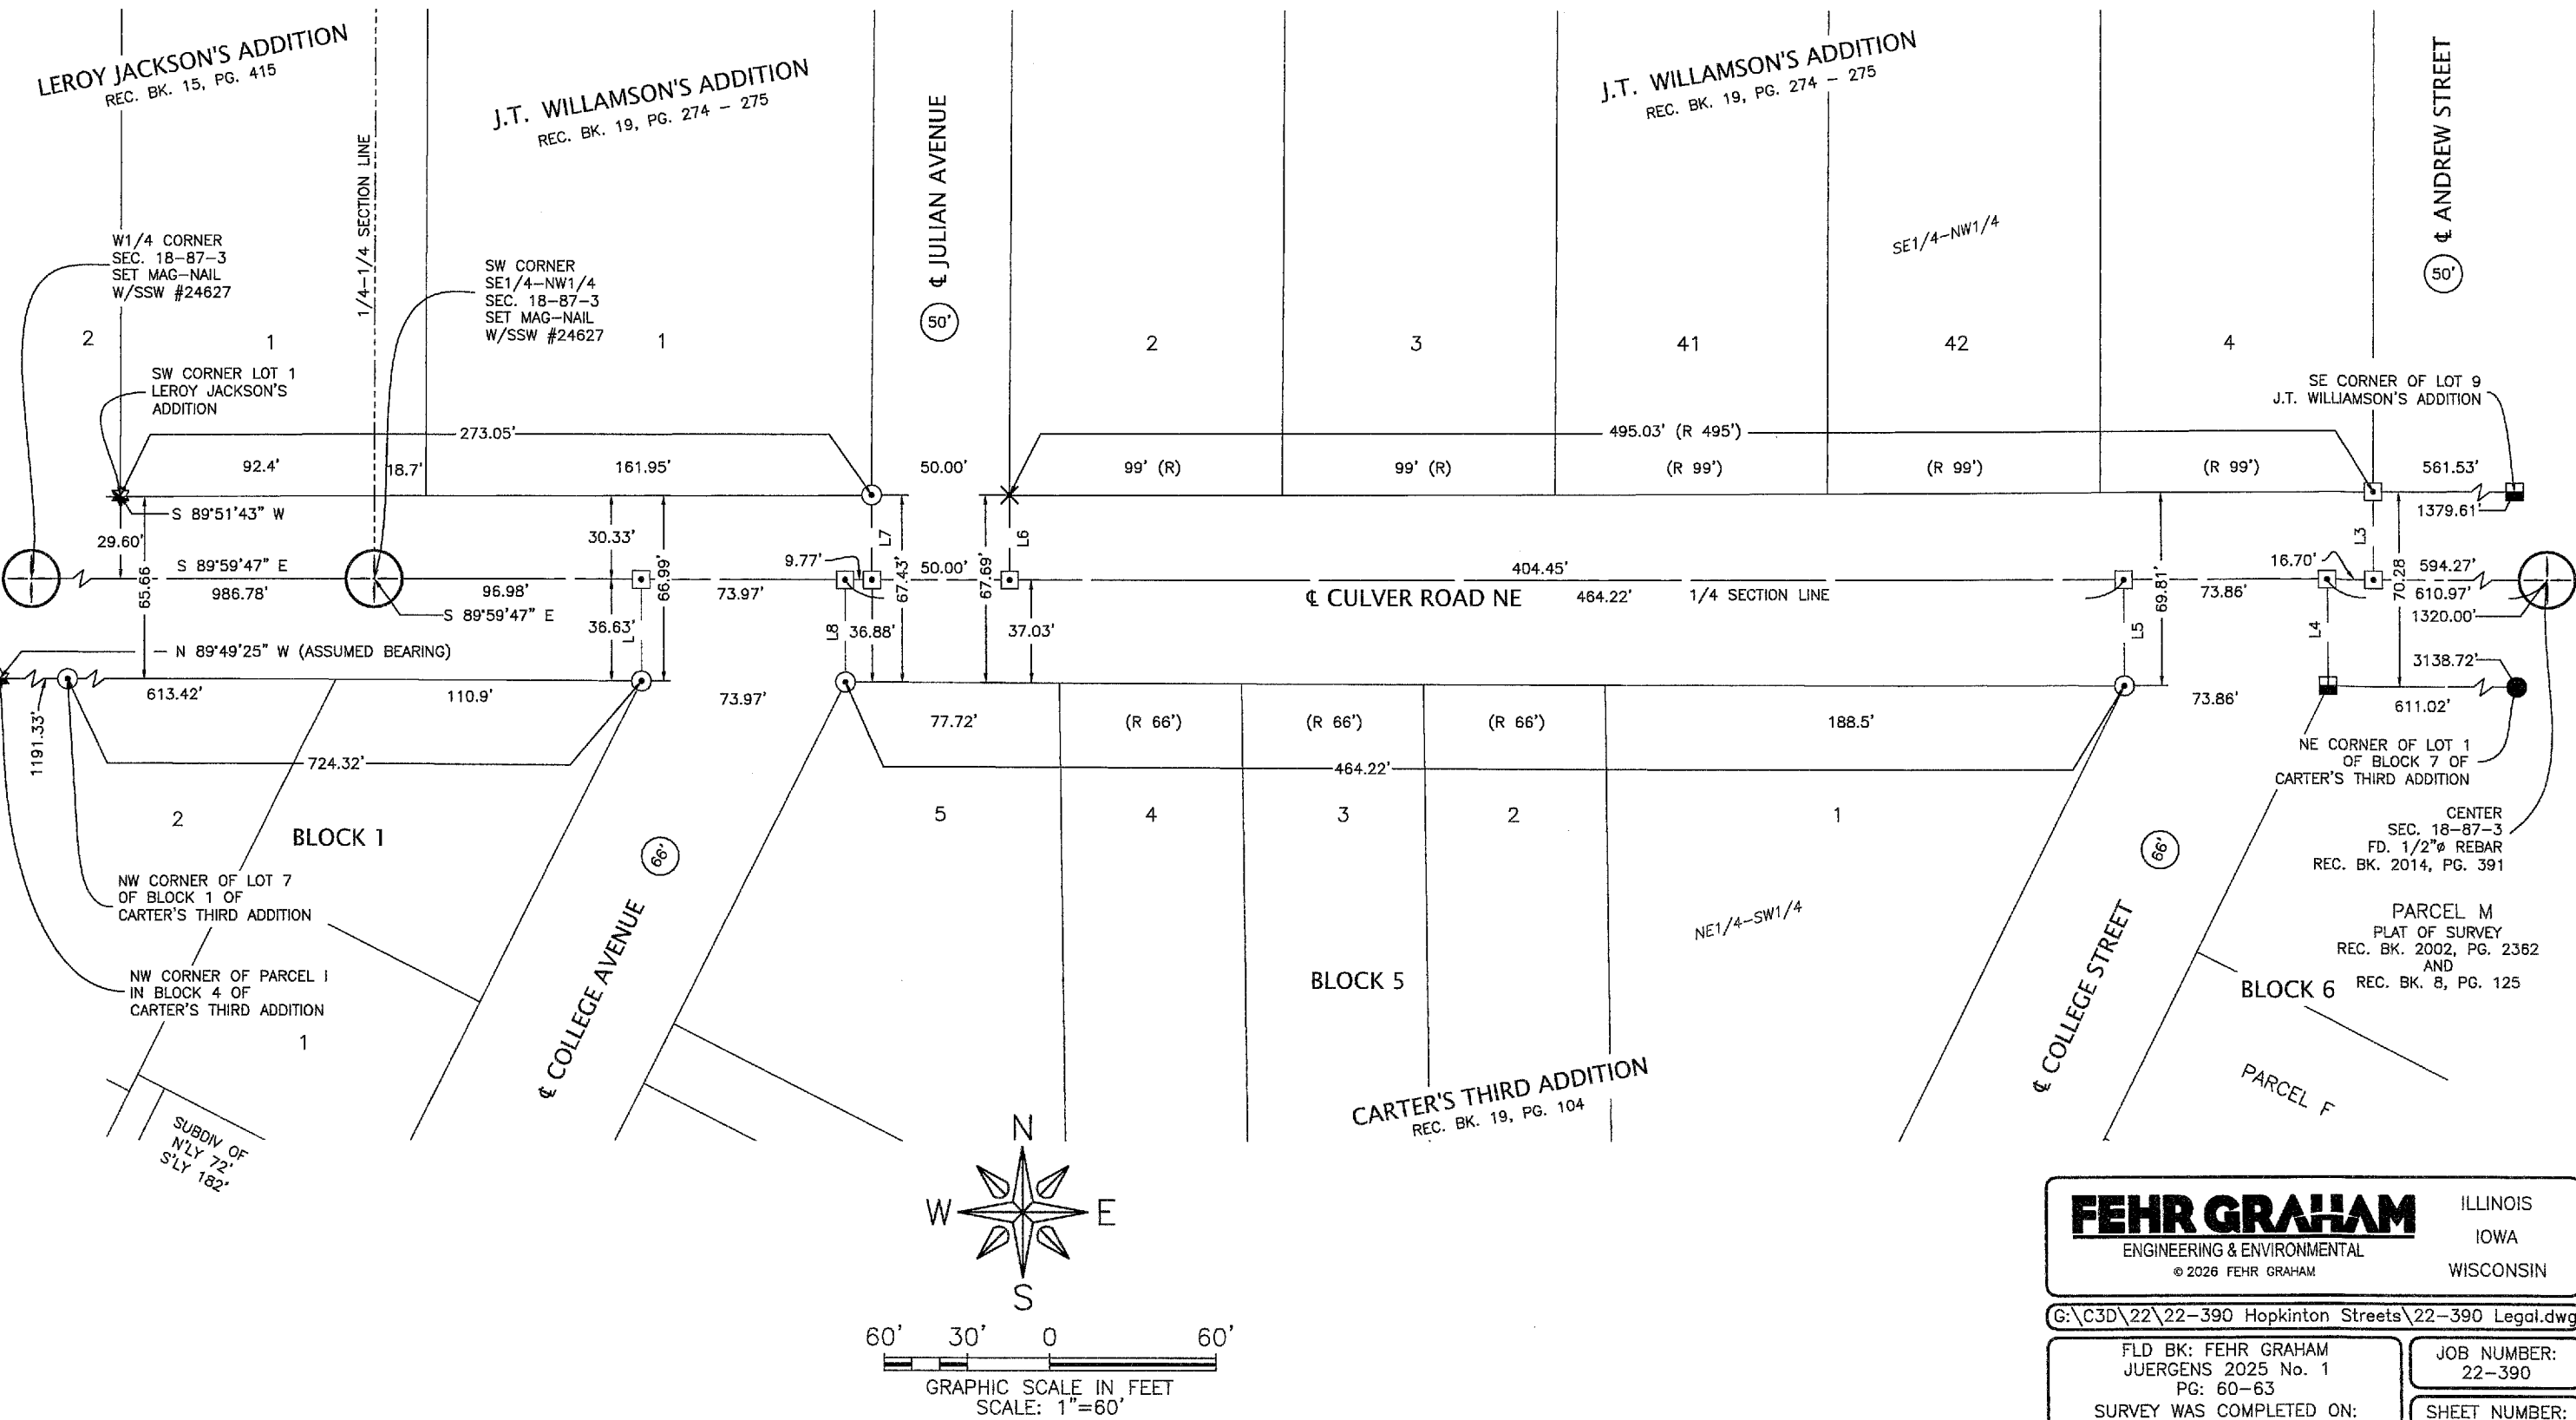 LEROY JACKSON'S ADDITION
REC. BK. 15, PG. 415
J.T. WILLAMSON'S ADDITION
REC. BK. 19, PG. 274 – 275
J.T. WILLAMSON'S ADDITION
REC. BK. 19, PG. 274 – 275
1/4–1/4 SECTION LINE
℄ JULIAN AVENUE
50'
℄ ANDREW STREET
50'
SE1/4–NW1/4
W1/4 CORNER
SEC. 18–87–3
SET MAG–NAIL
W/SSW #24627
SW CORNER
SE1/4–NW1/4
SEC. 18–87–3
SET MAG–NAIL
W/SSW #24627
2
1
1
2
3
41
42
4
SW CORNER LOT 1
LEROY JACKSON'S
ADDITION
SE CORNER OF LOT 9
J.T. WILLIAMSON'S ADDITION
273.05'
495.03' (R 495')
92.4'
18.7'
161.95'
50.00'
99' (R)
99' (R)
(R 99')
(R 99')
(R 99')
561.53'
1379.61'
S 89°51'43" W
29.60'
65.66
30.33'
66.99'
L7
67.43'
67.69'
L6
69.81'
L3
70.28
S 89°59'47" E
986.78'
96.98'
S 89°59'47" E
73.97'
9.77'
50.00'
404.45'
℄ CULVER ROAD NE
464.22'
1/4 SECTION LINE
73.86'
16.70'
594.27'
610.97'
1320.00'
36.63'
L
L8
36.88'
37.03'
L5
L4
N 89°49'25" W (ASSUMED BEARING)
3138.72'
1191.33'
613.42'
110.9'
73.97'
77.72'
(R 66')
(R 66')
(R 66')
188.5'
73.86'
611.02'
724.32'
464.22'
NE CORNER OF LOT 1
OF BLOCK 7 OF
CARTER'S THIRD ADDITION
2
BLOCK 1
5
4
3
2
1
66'
66'
CENTER
SEC. 18–87–3
FD. 1/2"ø REBAR
REC. BK. 2014, PG. 391
NW CORNER OF LOT 7
OF BLOCK 1 OF
CARTER'S THIRD ADDITION
NE1/4–SW1/4
PARCEL M
PLAT OF SURVEY
REC. BK. 2002, PG. 2362
AND
REC. BK. 8, PG. 125
NW CORNER OF PARCEL I
IN BLOCK 4 OF
CARTER'S THIRD ADDITION
℄ COLLEGE AVENUE
BLOCK 5
℄ COLLEGE STREET
BLOCK 6
1
SUBDIV OF
N'LY 72'
S'LY 182'
CARTER'S THIRD ADDITION
REC. BK. 19, PG. 104
PARCEL F
N
W
E
S
60' 30' 0 60'
GRAPHIC SCALE IN FEET
SCALE: 1"=60'
FEHR GRAHAM
ENGINEERING & ENVIRONMENTAL
© 2026 FEHR GRAHAM
ILLINOIS
IOWA
WISCONSIN
G:\C3D\22\22–390 Hopkinton Streets\22–390 Legal.dwg
FLD BK: FEHR GRAHAM
JUERGENS 2025 No. 1
PG: 60–63
SURVEY WAS COMPLETED ON:
JOB NUMBER:
22–390
SHEET NUMBER: